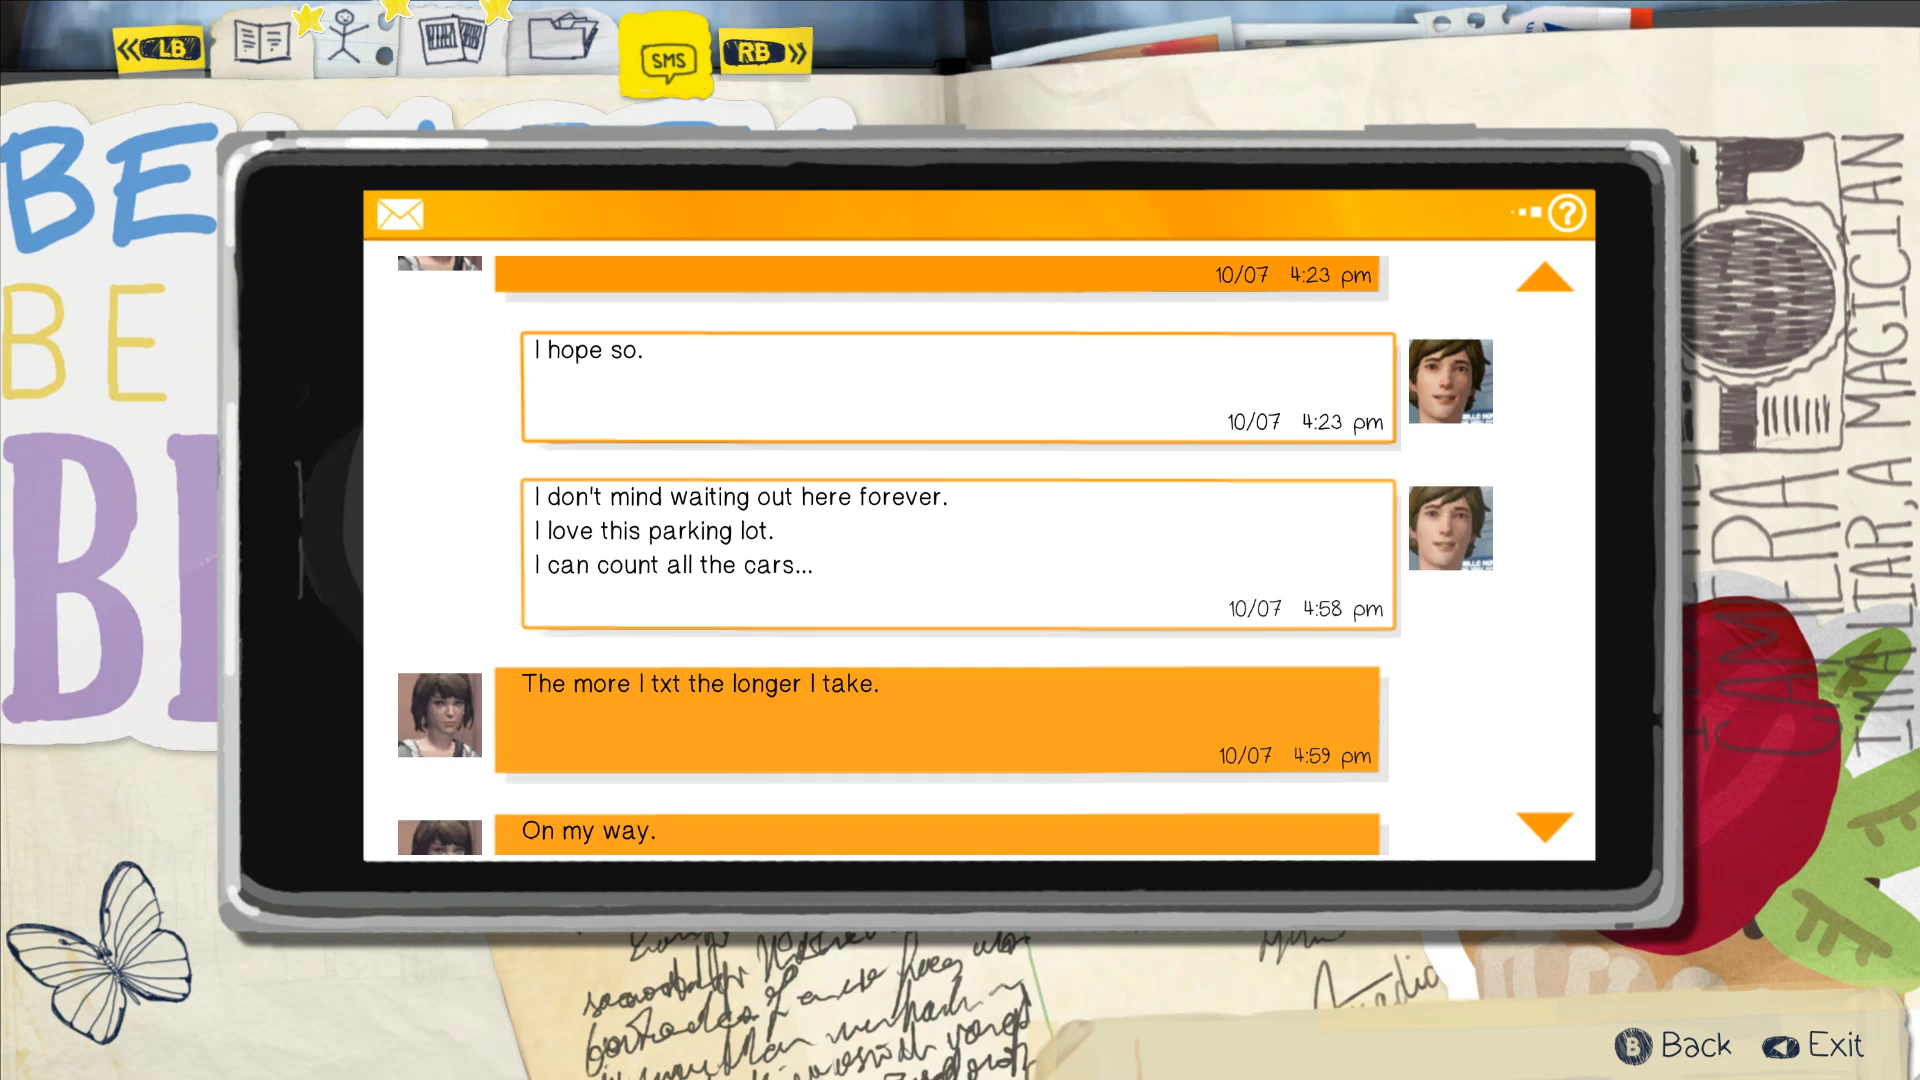 LB
SMS
RB
BE
BE
10/07 4:23 pm
I hope so.
10/07 4:23 pm
I don't mind waiting out here forever.
I love this parking lot.
I can count all the cars...
10/07 4:58 pm
The more I txt the longer I take.
10/07 4:59 pm
On my way.
CAMERA
LIAR, A MAGICIAN
B Back
Exit